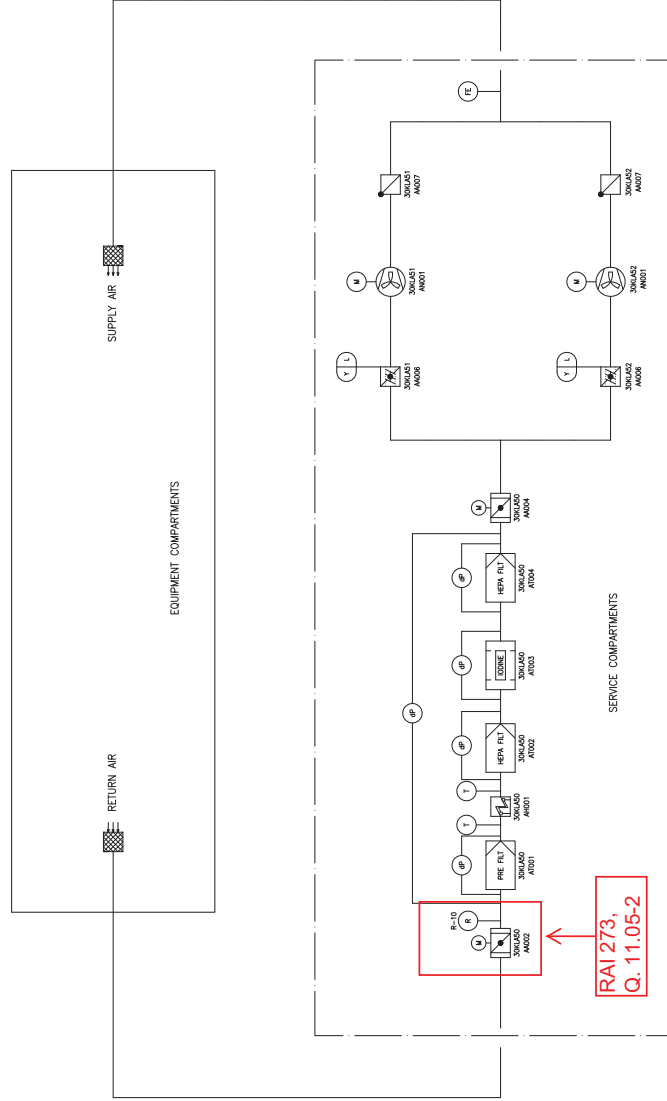 SUPPLY AIR
EQUIPMENT COMPARTMENTS
RETURN AIR
FE
30KLA51
AA007
30KLA52
AA007
M
30KLA51
AN001
M
30KLA52
AN001
Y L
30KLA51
AA006
Y L
30KLA52
AA006
M
30KLA50
AA004
dP
HEPA FILT
30KLA50
AT004
dP
IODINE
30KLA50
AT003
dP
dP
HEPA FILT
30KLA50
AT002
T
30KLA50
AH001
T
dP
PRE FILT
30KLA50
AT001
R-10
R
M
30KLA50
AA002
SERVICE COMPARTMENTS
RAI 273,
Q. 11.05-2